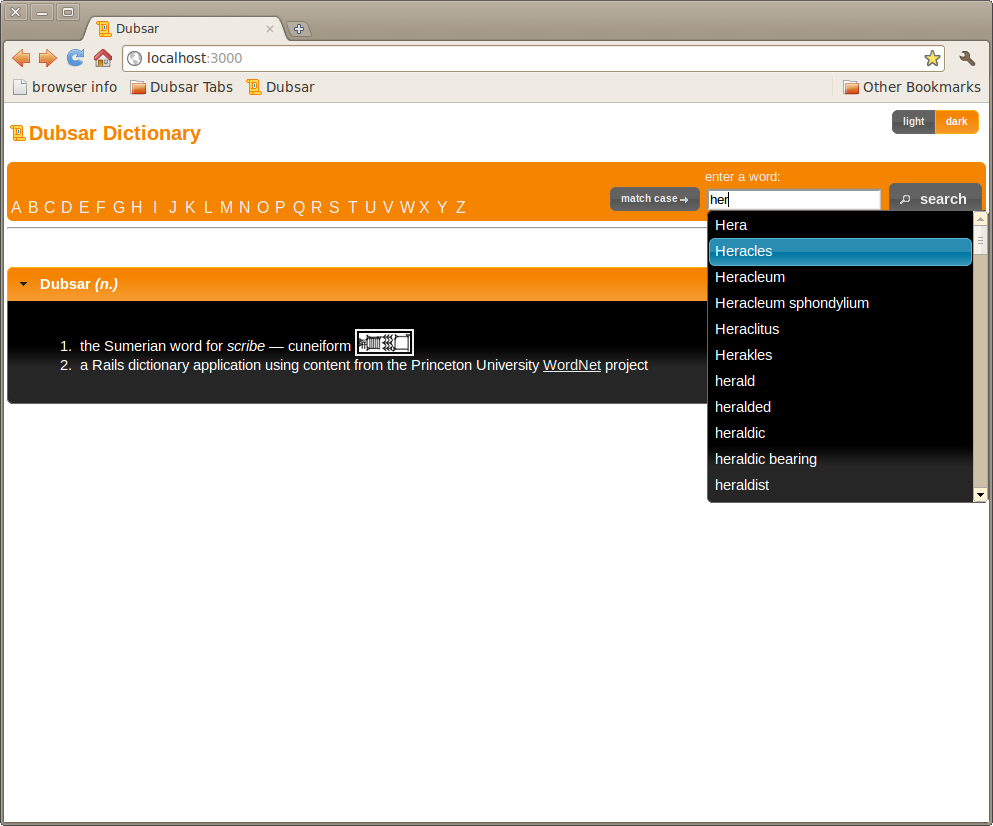 Dubsar
localhost:3000
browser info Dubsar Tabs Dubsar Other Bookmarks
Dubsar Dictionary
light dark
enter a word:
A B C D E F G H I J K L M N O P Q R S T U V W X Y Z
match case→ her search
Hera
Heracles
Heracleum
Heracleum sphondylium
Heraclitus
Herakles
herald
heralded
heraldic
heraldic bearing
heraldist
Dubsar (n.)
1. the Sumerian word for scribe — cuneiform
2. a Rails dictionary application using content from the Princeton University WordNet project